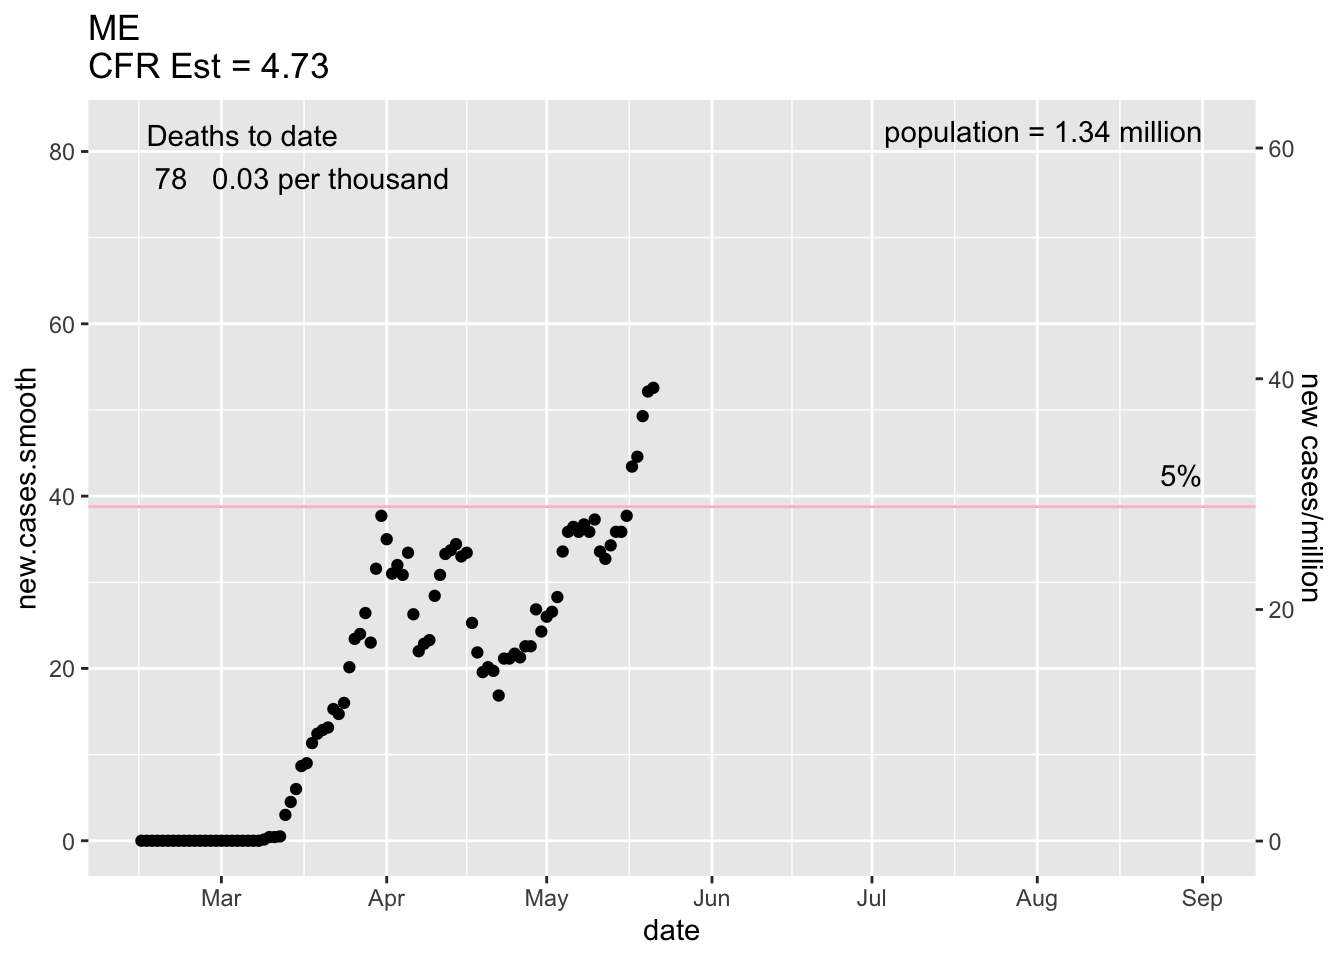 ME
CFR Est = 4.73
Deaths to date
78 0.03 per thousand
population = 1.34 million
5%
80
60
40
20
0
new.cases.smooth
60
40
20
0
new cases/million
Mar Apr May Jun Jul Aug Sep
date